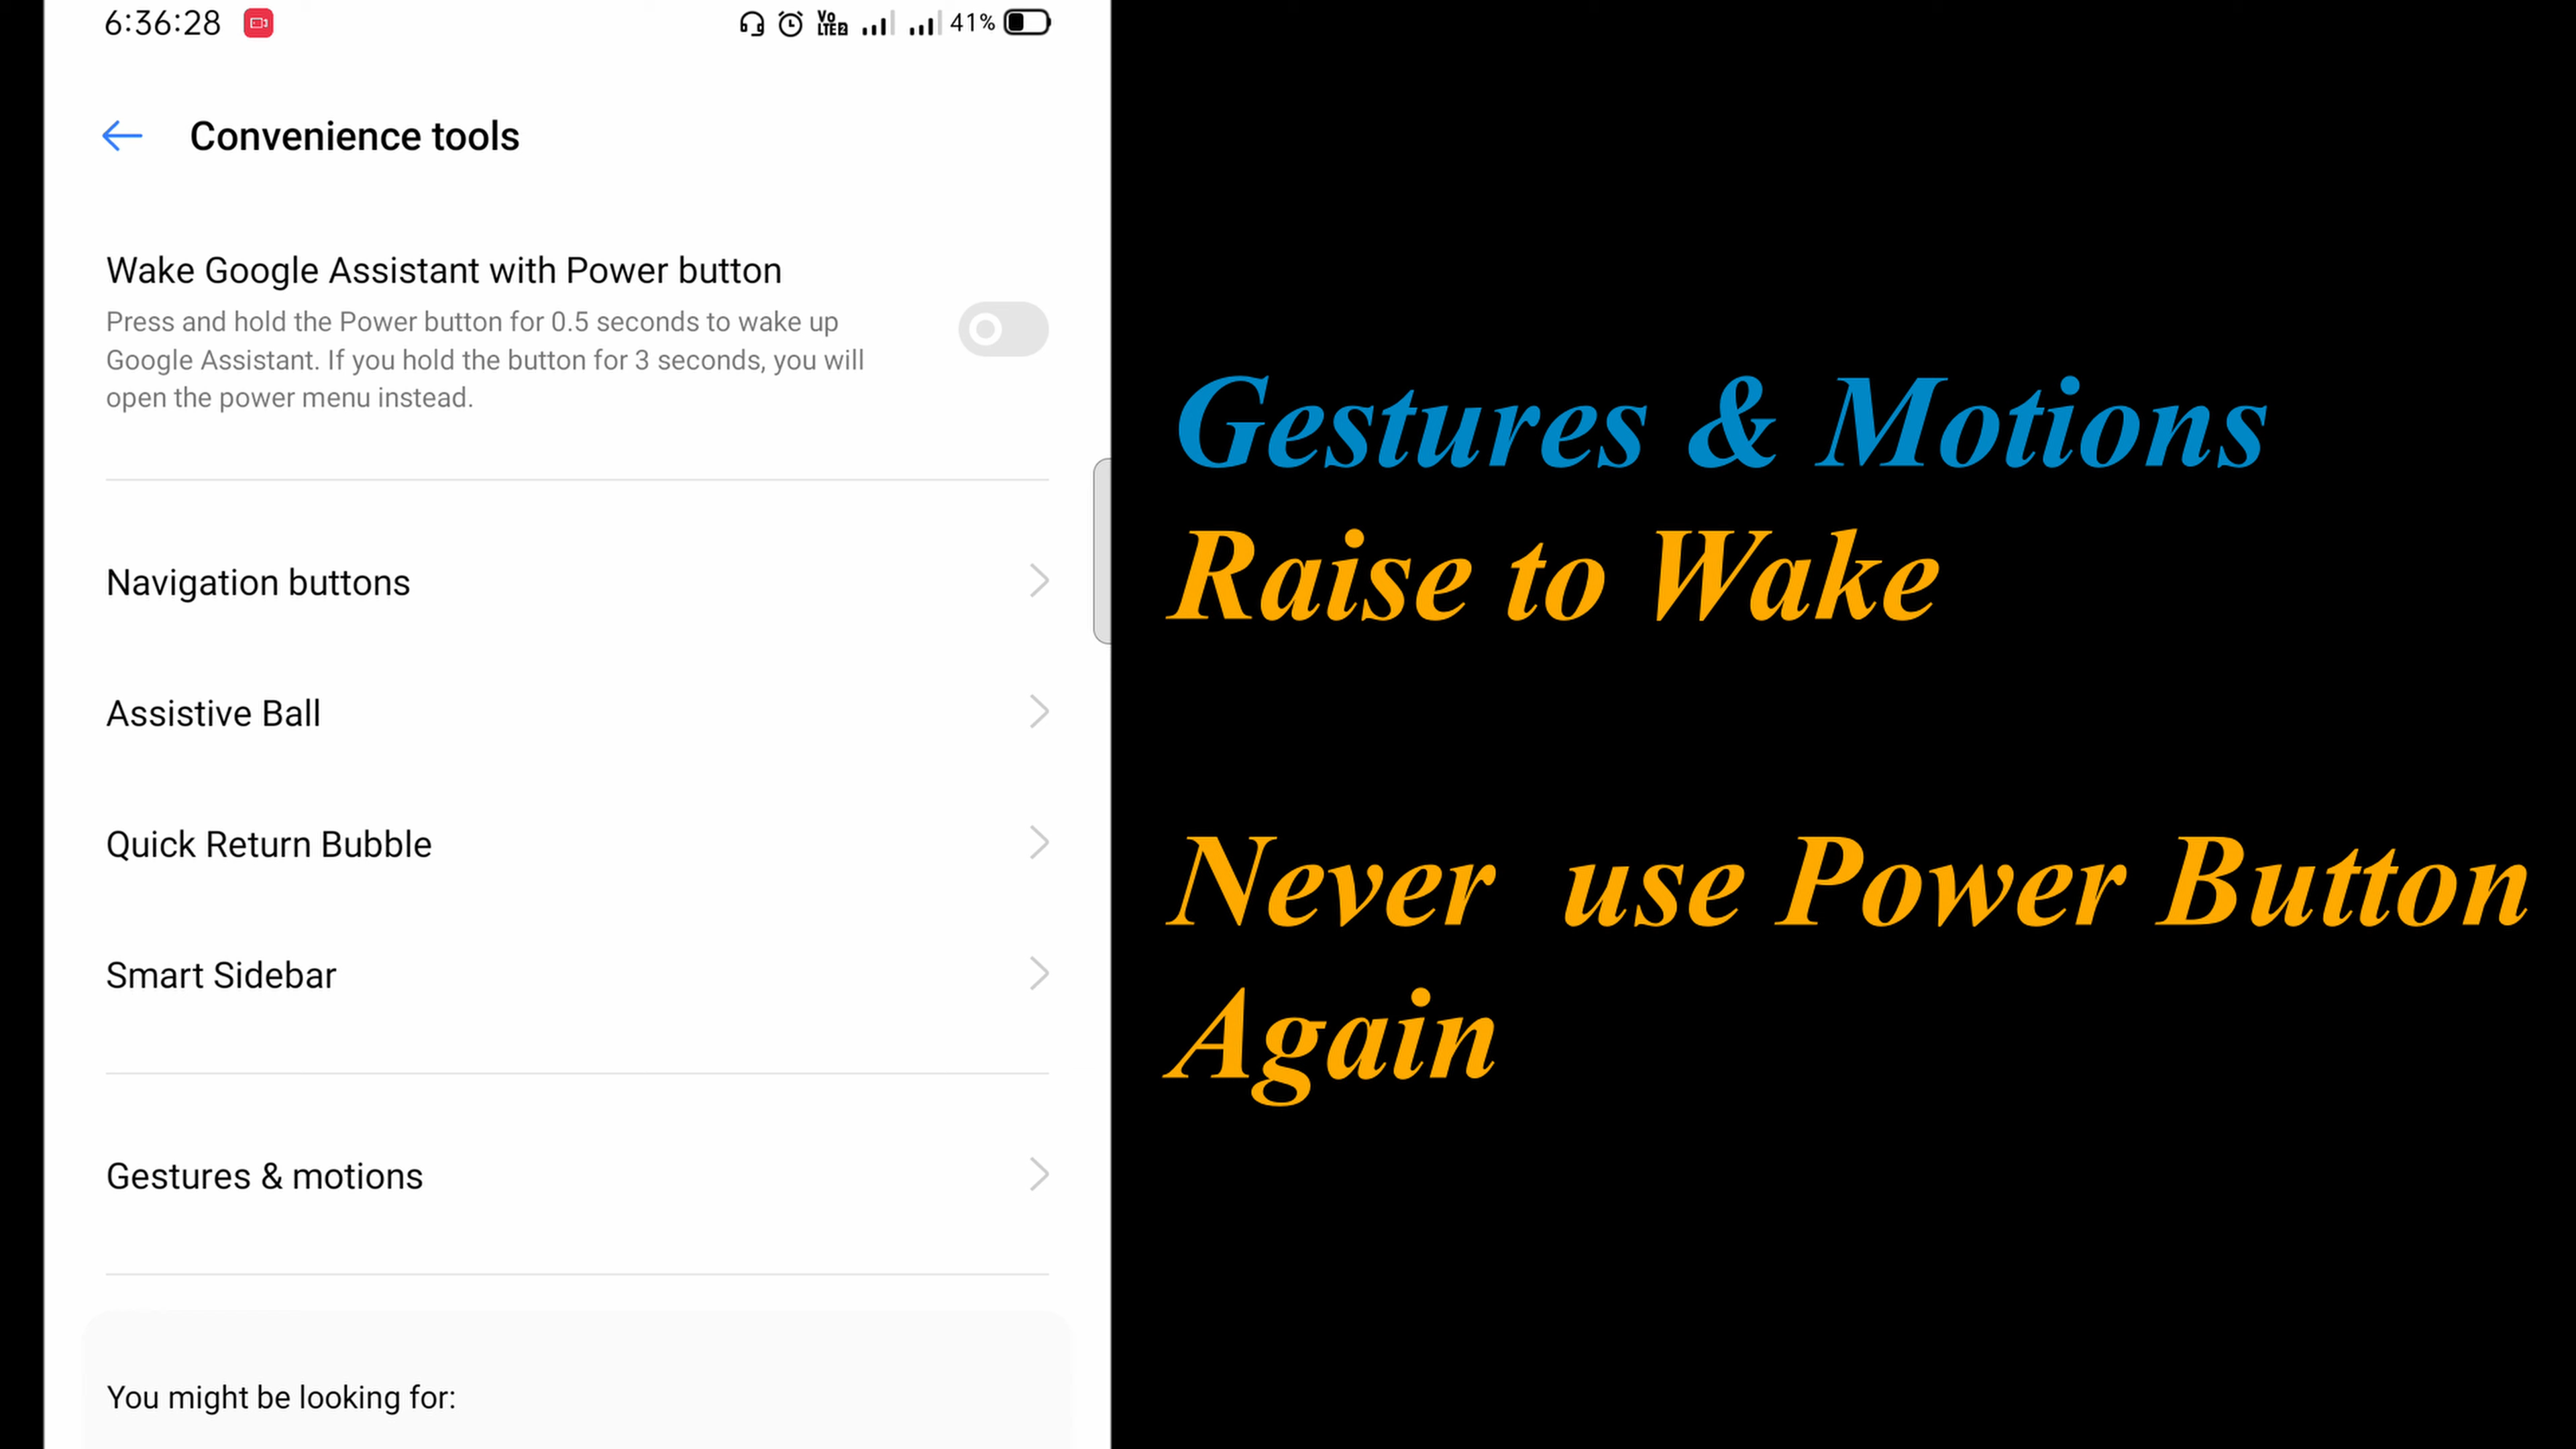 6:36:28
Vo LTE2 41%
Convenience tools
Wake Google Assistant with Power button
Press and hold the Power button for 0.5 seconds to wake up
Google Assistant. If you hold the button for 3 seconds, you will
open the power menu instead.
Navigation buttons
Assistive Ball
Quick Return Bubble
Smart Sidebar
Gestures & motions
You might be looking for:
Gestures & Motions
Raise to Wake
Never use Power Button
Again